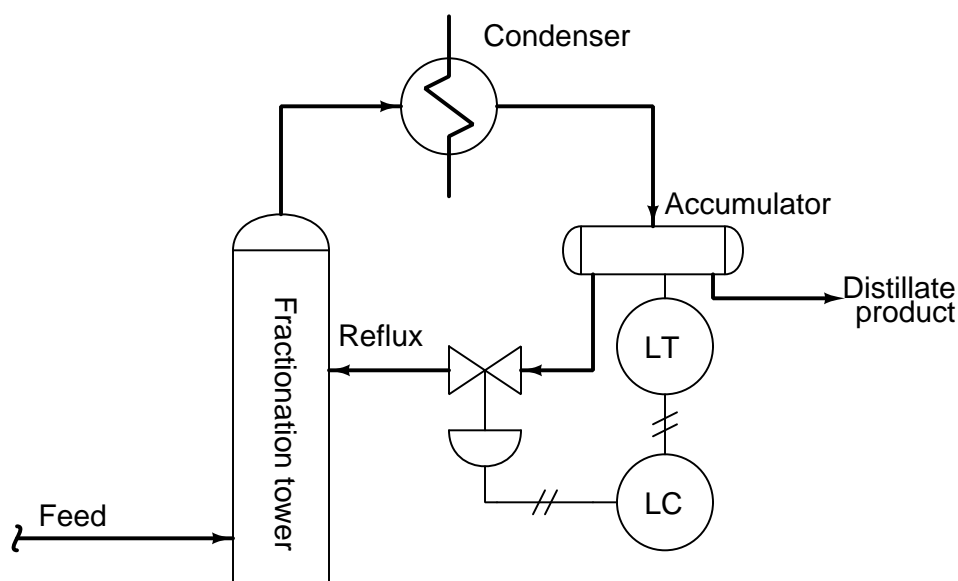 Condenser
Accumulator
Distillate
product
Fractionation tower
Reflux
LT
LC
Feed